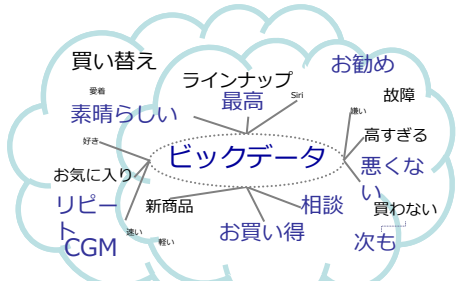 買い替え
お勧め
ラインナップ
愛着
最高
Siri
故障
素晴らしい
嫌い
好き
高すぎる
ビックデータ
お気に入り
悪くな
い
リピー
ト
新商品
相談
買わない
速い
お買い得
CGM
軽い
次も